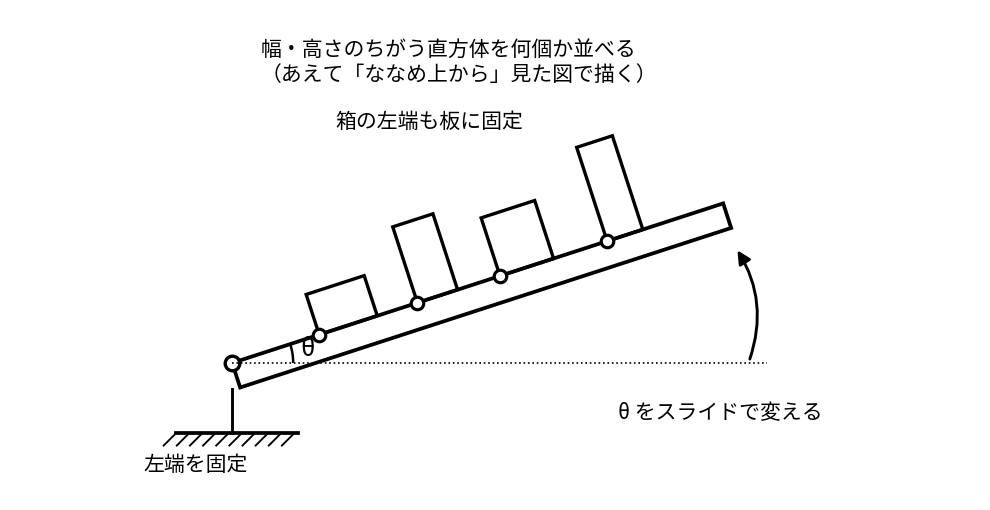 幅・高さのちがう直方体を何個か並べる
（あえて「ななめ上から」見た図で描く）
箱の左端も板に固定
θ
θ をスライドで変える
左端を固定